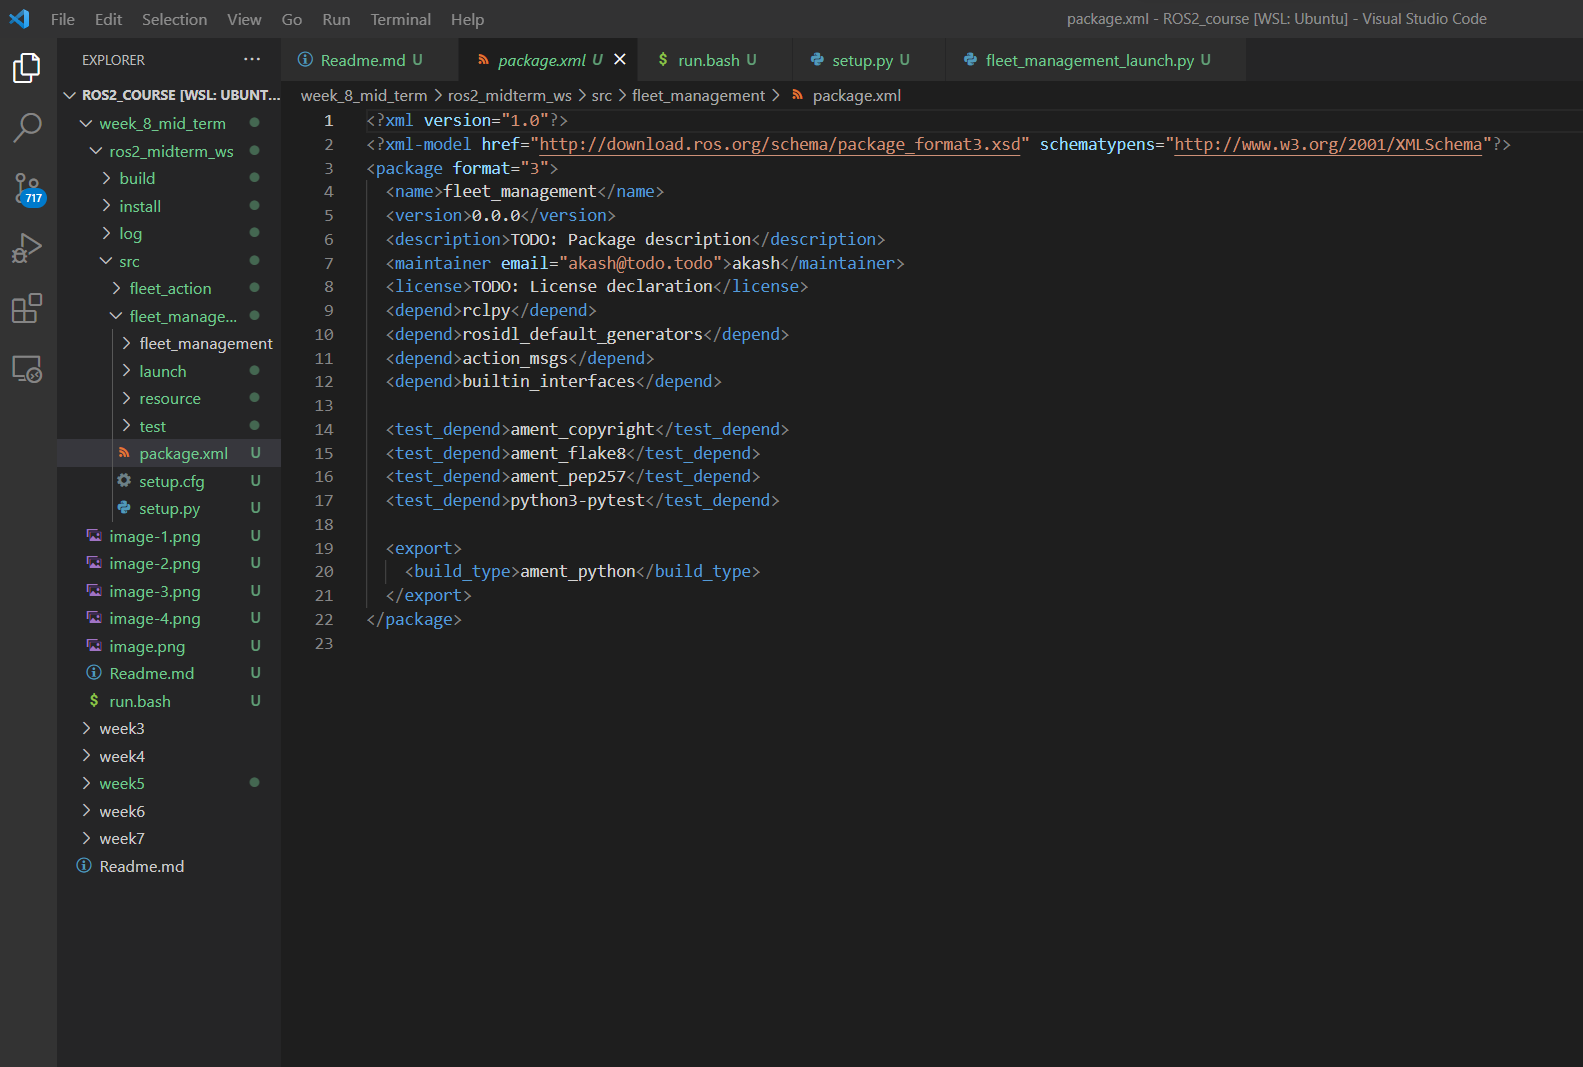 File Edit Selection View Go Run Terminal Help
package.xml - ROS2_course [WSL: Ubuntu] - Visual Studio Code
EXPLORER ···
Readme.md U
package.xml U
$ run.bash U
setup.py U
fleet_management_launch.py U
ROS2_COURSE [WSL: UBUNT...
week_8_mid_term
ros2_midterm_ws
build
install
717
log
src
fleet_action
fleet_manage...
fleet_management
launch
resource
test
package.xml U
setup.cfg U
setup.py U
image-1.png U
image-2.png U
image-3.png U
image-4.png U
image.png U
Readme.md U
$ run.bash U
week3
week4
week5
week6
week7
Readme.md
week_8_mid_term > ros2_midterm_ws > src > fleet_management > package.xml
1 <?xml version="1.0"?>
2 <?xml-model href="http://download.ros.org/schema/package_format3.xsd" schematypens="http://www.w3.org/2001/XMLSchema"?>
3 <package format="3">
4 <name>fleet_management</name>
5 <version>0.0.0</version>
6 <description>TODO: Package description</description>
7 <maintainer email="akash@todo.todo">akash</maintainer>
8 <license>TODO: License declaration</license>
9 <depend>rclpy</depend>
10 <depend>rosidl_default_generators</depend>
11 <depend>action_msgs</depend>
12 <depend>builtin_interfaces</depend>
13
14 <test_depend>ament_copyright</test_depend>
15 <test_depend>ament_flake8</test_depend>
16 <test_depend>ament_pep257</test_depend>
17 <test_depend>python3-pytest</test_depend>
18
19 <export>
20 <build_type>ament_python</build_type>
21 </export>
22 </package>
23